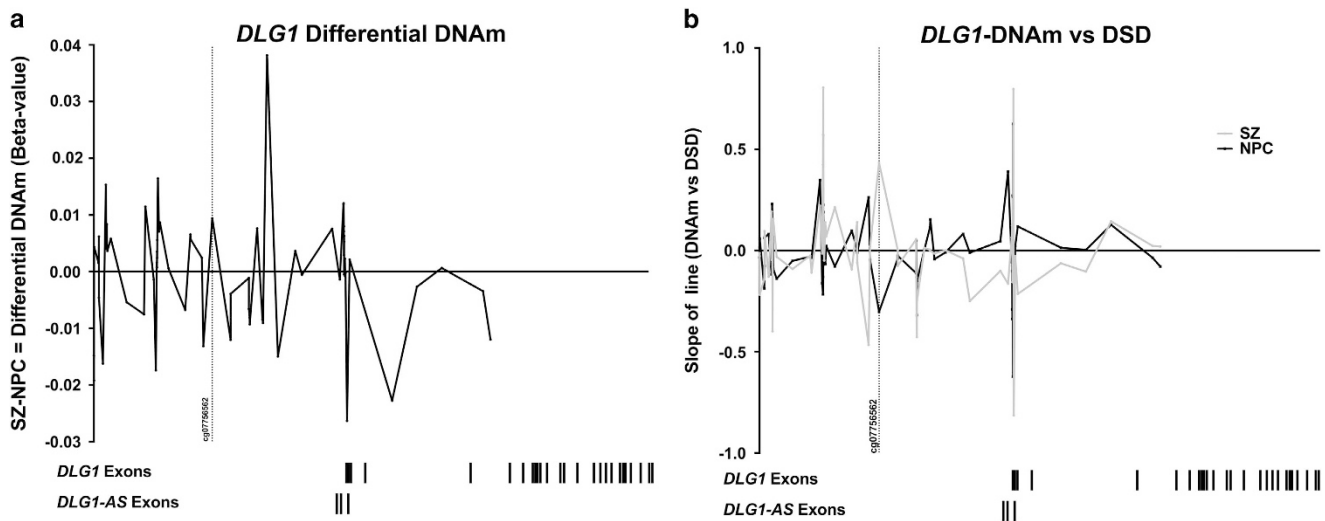 a
DLG1 Differential DNAm
SZ-NPC = Differential DNAm (Beta-value)
0.04
0.03
0.02
0.01
0.00
-0.01
-0.02
-0.03
cg07756562
DLG1 Exons
DLG1-AS Exons
b
DLG1-DNAm vs DSD
Slope of line (DNAm vs DSD)
1.0
0.5
0.0
-0.5
-1.0
SZ
NPC
cg07756562
DLG1 Exons
DLG1-AS Exons